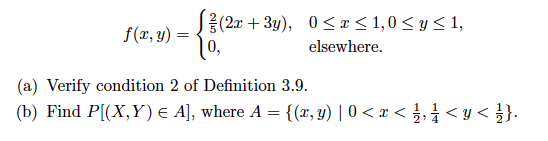 f(x, y) = { 2/5(2x + 3y), 0 ≤ x ≤ 1, 0 ≤ y ≤ 1,
0, elsewhere.
(a) Verify condition 2 of Definition 3.9.
(b) Find P[(X, Y) ∈ A], where A = {(x, y) | 0 < x < 1/2, 1/4 < y < 1/2}.